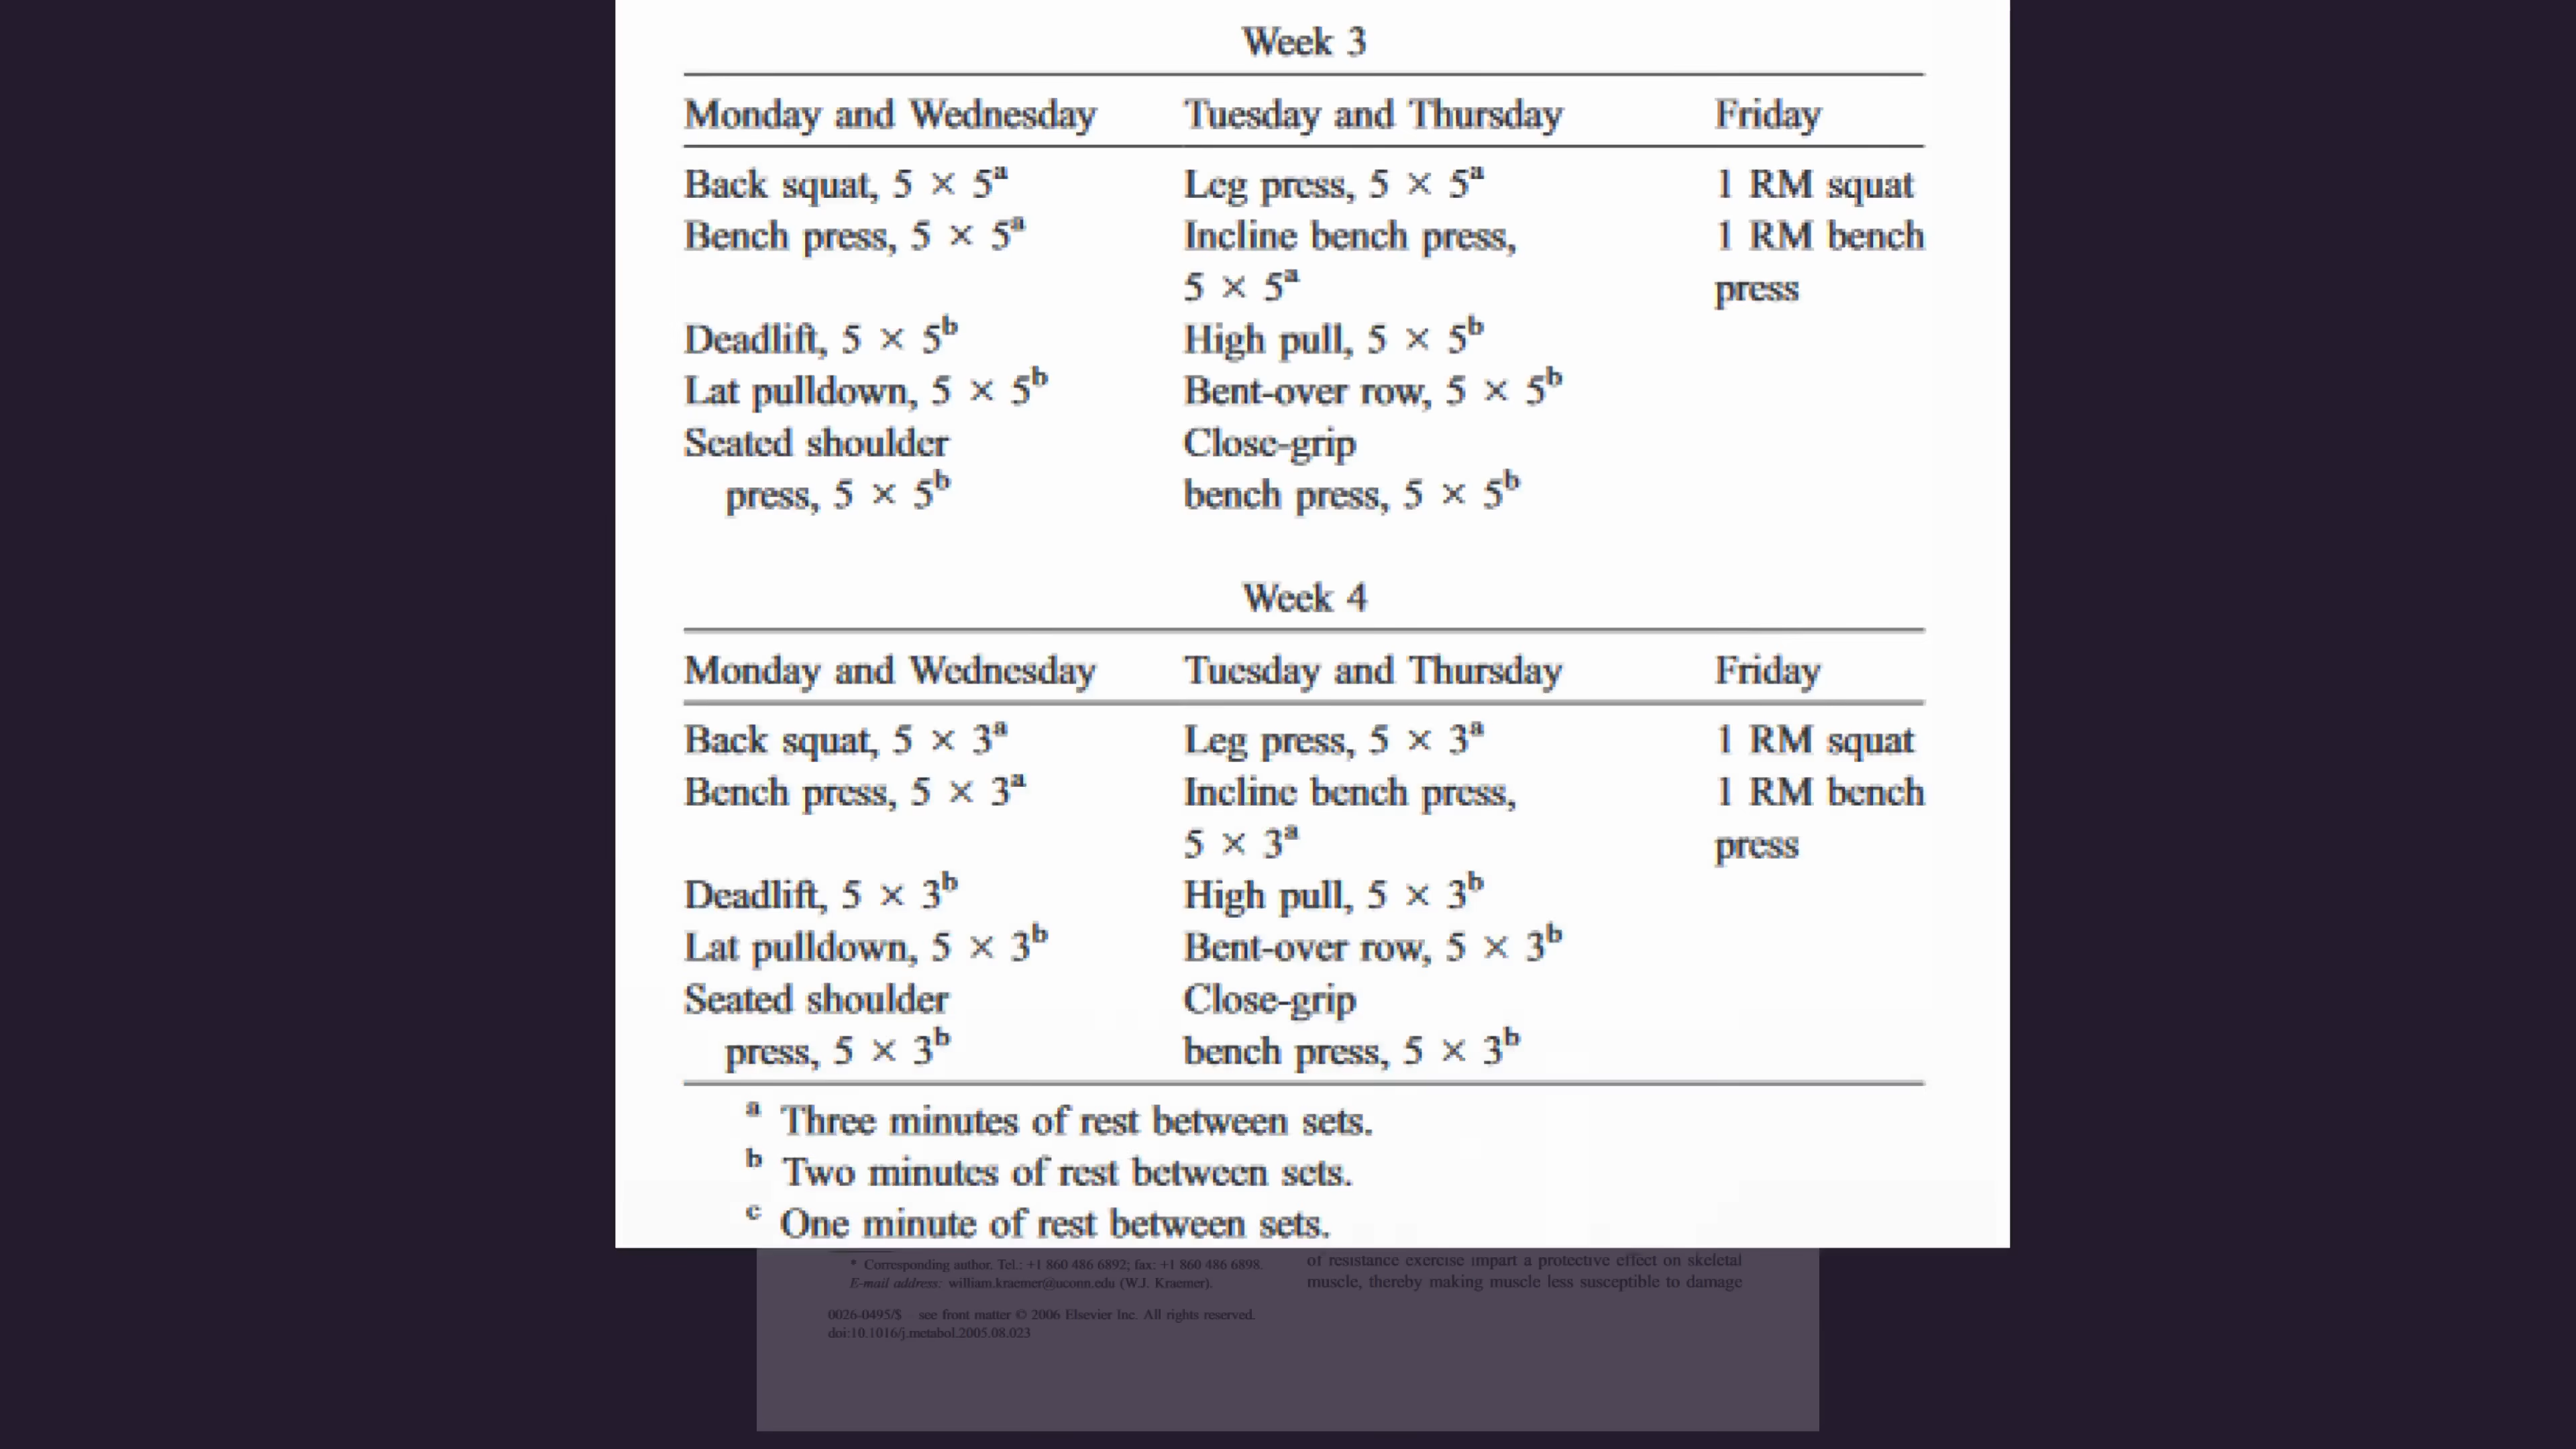 Week 3
Monday and Wednesday Tuesday and Thursday Friday
Back squat, 5 × 5ᵃ Leg press, 5 × 5ᵃ 1 RM squat
Bench press, 5 × 5ᵃ Incline bench press, 1 RM bench
5 × 5ᵃ press
Deadlift, 5 × 5ᵇ High pull, 5 × 5ᵇ
Lat pulldown, 5 × 5ᵇ Bent-over row, 5 × 5ᵇ
Seated shoulder Close-grip
press, 5 × 5ᵇ bench press, 5 × 5ᵇ
Week 4
Monday and Wednesday Tuesday and Thursday Friday
Back squat, 5 × 3ᵃ Leg press, 5 × 3ᵃ 1 RM squat
Bench press, 5 × 3ᵃ Incline bench press, 1 RM bench
5 × 3ᵃ press
Deadlift, 5 × 3ᵇ High pull, 5 × 3ᵇ
Lat pulldown, 5 × 3ᵇ Bent-over row, 5 × 3ᵇ
Seated shoulder Close-grip
press, 5 × 3ᵇ bench press, 5 × 3ᵇ
ᵃ Three minutes of rest between sets.
ᵇ Two minutes of rest between sets.
ᶜ One minute of rest between sets.
* Corresponding author. Tel.: +1 860 486 6892; fax: +1 860 486 6898.
E-mail address: william.kraemer@uconn.edu (W.J. Kraemer).
0026-0495/$ see front matter © 2006 Elsevier Inc. All rights reserved.
doi:10.1016/j.metabol.2005.08.023
of resistance exercise impart a protective effect on skeletal
muscle, thereby making muscle less susceptible to damage